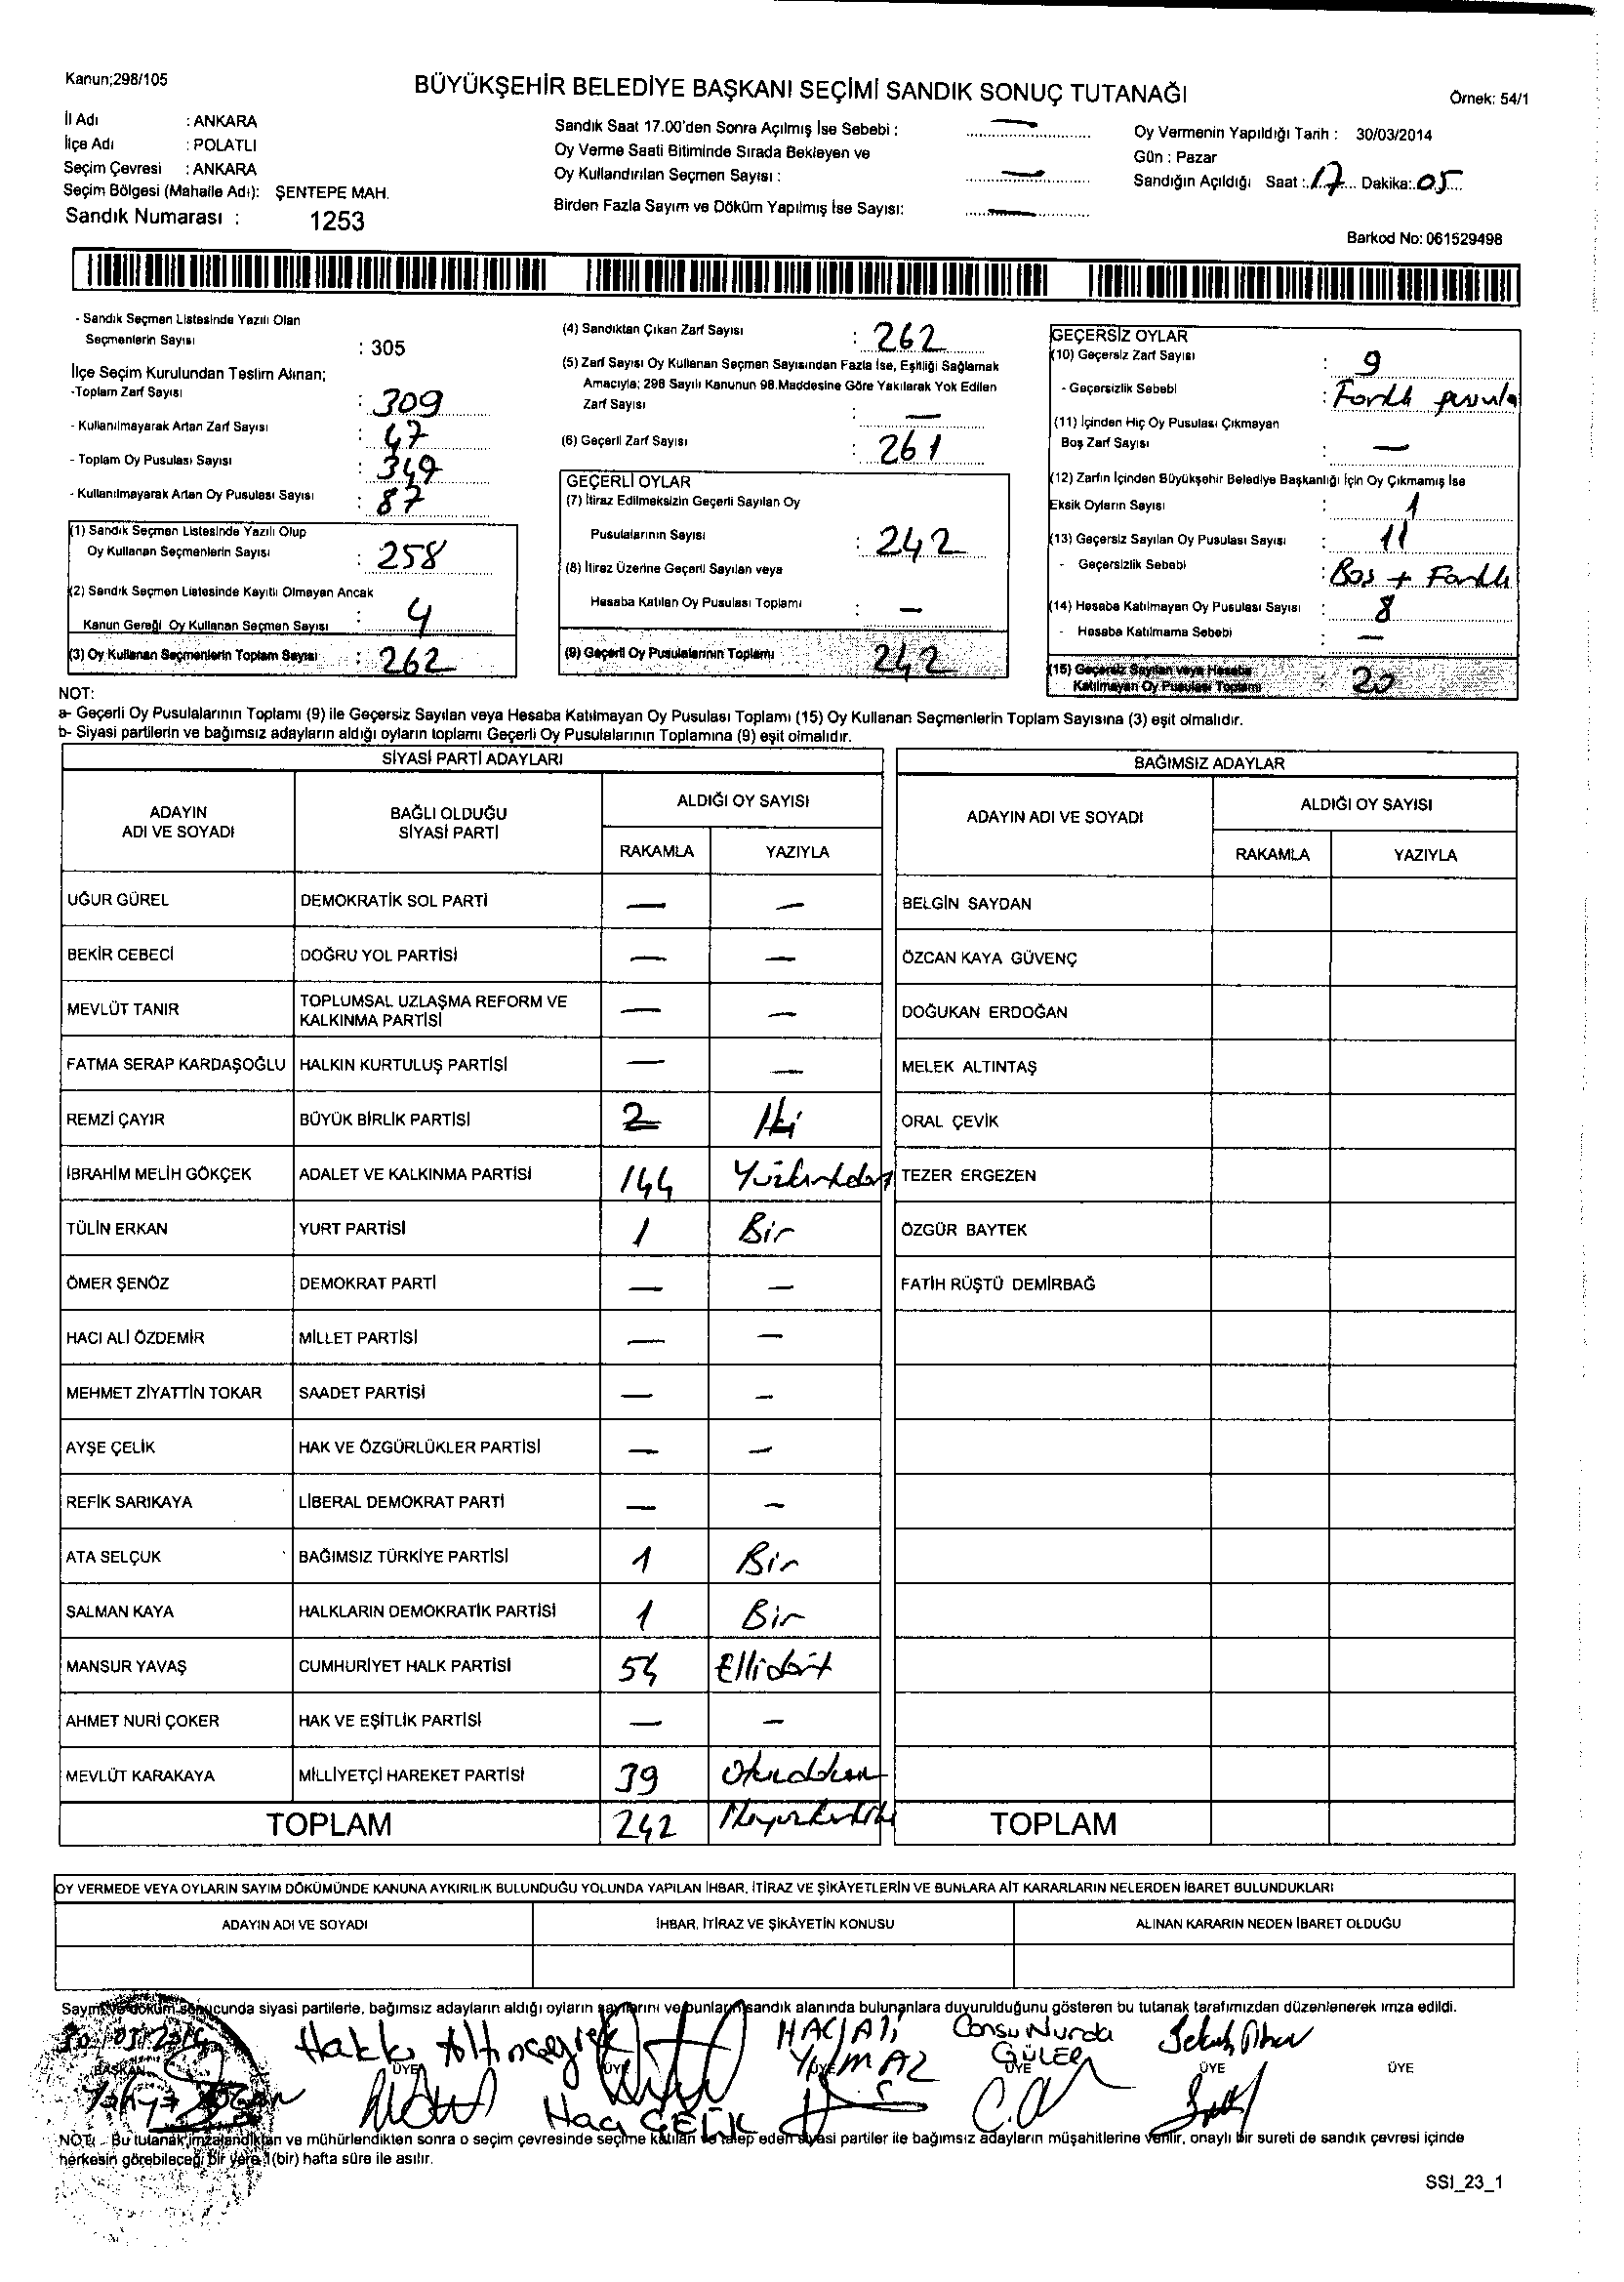 Kanun;298/105
BÜYÜKŞEHİR BELEDİYE BAŞKANI SEÇİMİ SANDIK SONUÇ TUTANAĞI
Örnek: 54/1
İl Adı : ANKARA
İlçe Adı : POLATLI
Seçim Çevresi : ANKARA
Seçim Bölgesi (Mahalle Adı): ŞENTEPE MAH.
Sandık Numarası : 1253
Sandık Saat 17.00'den Sonra Açılmış İse Sebebi : —
Oy Verme Saati Bitiminde Sırada Bekleyen ve
Oy Kullandırılan Seçmen Sayısı : —
Birden Fazla Sayım ve Döküm Yapılmış İse Sayısı: —
Oy Vermenin Yapıldığı Tarih : 30/03/2014
Gün : Pazar
Sandığın Açıldığı Saat : 17 Dakika: 05
Barkod No: 061529498
- Sandık Seçmen Listesinde Yazılı Olan
Seçmenlerin Sayısı : 305
İlçe Seçim Kurulundan Teslim Alınan;
-Toplam Zarf Sayısı : 309
- Kullanılmayarak Artan Zarf Sayısı : 47
- Toplam Oy Pusulası Sayısı : 349
- Kullanılmayarak Artan Oy Pusulası Sayısı : 87
(1) Sandık Seçmen Listesinde Yazılı Olup
Oy Kullanan Seçmenlerin Sayısı : 258
(2) Sandık Seçmen Listesinde Kayıtlı Olmayan Ancak
Kanun Gereği Oy Kullanan Seçmen Sayısı : 4
(3) Oy Kullanan Seçmenlerin Toplam Sayısı : 262
(4) Sandıktan Çıkan Zarf Sayısı : 262
(5) Zarf Sayısı Oy Kullanan Seçmen Sayısından Fazla İse, Eşitliği Sağlamak
Amacıyla; 298 Sayılı Kanunun 98.Maddesine Göre Yakılarak Yok Edilen
Zarf Sayısı : —
(6) Geçerli Zarf Sayısı : 261
GEÇERLİ OYLAR
(7) İtiraz Edilmeksizin Geçerli Sayılan Oy
Pusulalarının Sayısı : 242
(8) İtiraz Üzerine Geçerli Sayılan veya
Hesaba Katılan Oy Pusulası Toplamı : —
(9) Geçerli Oy Pusulalarının Toplamı 242
GEÇERSİZ OYLAR
(10) Geçersiz Zarf Sayısı : 9
- Geçersizlik Sebebi : Farklı pusula
(11) İçinden Hiç Oy Pusulası Çıkmayan
Boş Zarf Sayısı : —
(12) Zarfın İçinden Büyükşehir Belediye Başkanlığı İçin Oy Çıkmamış İse
Eksik Oyların Sayısı : 1
(13) Geçersiz Sayılan Oy Pusulası Sayısı : 11
- Geçersizlik Sebebi : Boş + Farklı
(14) Hesaba Katılmayan Oy Pusulası Sayısı : 8
- Hesaba Katılmama Sebebi : —
(15) Geçersiz Sayılan veya Hesaba
Katılmayan Oy Pusulası Toplamı : 20
NOT:
a- Geçerli Oy Pusulalarının Toplamı (9) ile Geçersiz Sayılan veya Hesaba Katılmayan Oy Pusulası Toplamı (15) Oy Kullanan Seçmenlerin Toplam Sayısına (3) eşit olmalıdır.
b- Siyasi partilerin ve bağımsız adayların aldığı oyların toplamı Geçerli Oy Pusulalarının Toplamına (9) eşit olmalıdır.
SİYASİ PARTİ ADAYLARI
ADAYIN ADI VE SOYADI
BAĞLI OLDUĞU SİYASİ PARTİ
ALDIĞI OY SAYISI
RAKAMLA YAZIYLA
UĞUR GÜREL DEMOKRATİK SOL PARTİ — —
BEKİR CEBECİ DOĞRU YOL PARTİSİ — —
MEVLÜT TANIR TOPLUMSAL UZLAŞMA REFORM VE KALKINMA PARTİSİ — —
FATMA SERAP KARDAŞOĞLU HALKIN KURTULUŞ PARTİSİ — —
REMZİ ÇAYIR BÜYÜK BİRLİK PARTİSİ 2 İki
İBRAHİM MELİH GÖKÇEK ADALET VE KALKINMA PARTİSİ 144
TÜLİN ERKAN YURT PARTİSİ 1 Bir
ÖMER ŞENÖZ DEMOKRAT PARTİ — —
HACI ALİ ÖZDEMİR MİLLET PARTİSİ — —
MEHMET ZİYATTİN TOKAR SAADET PARTİSİ — —
AYŞE ÇELİK HAK VE ÖZGÜRLÜKLER PARTİSİ — —
REFİK SARIKAYA LİBERAL DEMOKRAT PARTİ — —
ATA SELÇUK BAĞIMSIZ TÜRKİYE PARTİSİ 1 Bir
SALMAN KAYA HALKLARIN DEMOKRATİK PARTİSİ 1 Bir
MANSUR YAVAŞ CUMHURİYET HALK PARTİSİ 54 Ellidört
AHMET NURİ ÇOKER HAK VE EŞİTLİK PARTİSİ — —
MEVLÜT KARAKAYA MİLLİYETÇİ HAREKET PARTİSİ 39
TOPLAM 242
BAĞIMSIZ ADAYLAR
ADAYIN ADI VE SOYADI
ALDIĞI OY SAYISI
RAKAMLA YAZIYLA
BELGİN SAYDAN
ÖZCAN KAYA GÜVENÇ
DOĞUKAN ERDOĞAN
MELEK ALTINTAŞ
ORAL ÇEVİK
TEZER ERGEZEN
ÖZGÜR BAYTEK
FATİH RÜŞTÜ DEMİRBAĞ
TOPLAM
OY VERMEDE VEYA OYLARIN SAYIM DÖKÜMÜNDE KANUNA AYKIRILIK BULUNDUĞU YOLUNDA YAPILAN İHBAR, İTİRAZ VE ŞİKÂYETLERİN VE BUNLARA AİT KARARLARIN NELERDEN İBARET BULUNDUKLARI
ADAYIN ADI VE SOYADI
İHBAR, İTİRAZ VE ŞİKÂYETİN KONUSU
ALINAN KARARIN NEDEN İBARET OLDUĞU
Sayım ve döküm sonucunda siyasi partilerle, bağımsız adayların aldığı oyların sayılarını ve bunların sandık alanında bulunanlara duyurulduğunu gösteren bu tutanak tarafımızdan düzenlenerek imza edildi.
30.03.2014
HACI ALİ YILMAZ
Cansu Nurda GÜLER
BAŞKAN ÜYE ÜYE ÜYE ÜYE ÜYE ÜYE
Hacı ÇELİK
NOT: - Bu tutanak imzalandıktan ve mühürlendikten sonra o seçim çevresinde seçime katılan ve talep eden siyasi partiler ile bağımsız adayların müşahitlerine verilir, onaylı bir sureti de sandık çevresi içinde
herkesin görebileceği bir yere 1(bir) hafta süre ile asılır.
SSI_23_1